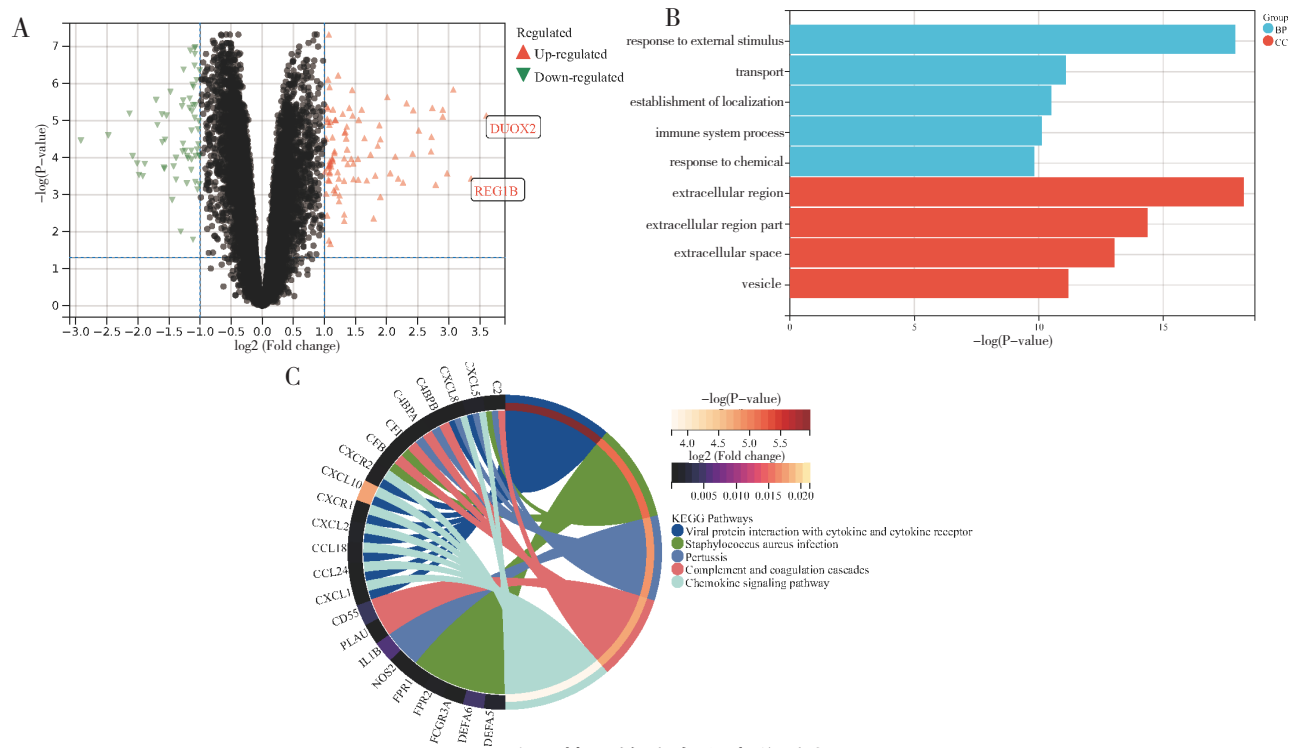 A
7
6
5
4
3
2
1
0
−log(P−value)
−3.0 −2.5 −2.0 −1.5 −1.0 −0.5 0.0 0.5 1.0 1.5 2.0 2.5 3.0 3.5
log2 (Fold change)
Regulated
Up-regulated
Down-regulated
DUOX2
REG1B
B
response to external stimulus
transport
establishment of localization
immune system process
response to chemical
extracellular region
extracellular region part
extracellular space
vesicle
0 5 10 15
−log(P−value)
Group
BP
CC
C
C2
CXCL5
CXCL8
C4BPB
C4BPA
CFI
CFB
CXCR2
CXCL10
CXCR1
CXCL2
CCL18
CCL24
CXCL1
CD55
PLAU
IL1B
NOS2
FPR1
FPR2
FCGR3A
DEFA6
DEFA5
−log(P−value)
4.0 4.5 5.0 5.5
log2 (Fold change)
0.005 0.010 0.015 0.020
KEGG Pathways
Viral protein interaction with cytokine and cytokine receptor
Staphylococcus aureus infection
Pertussis
Complement and coagulation cascades
Chemokine signaling pathway